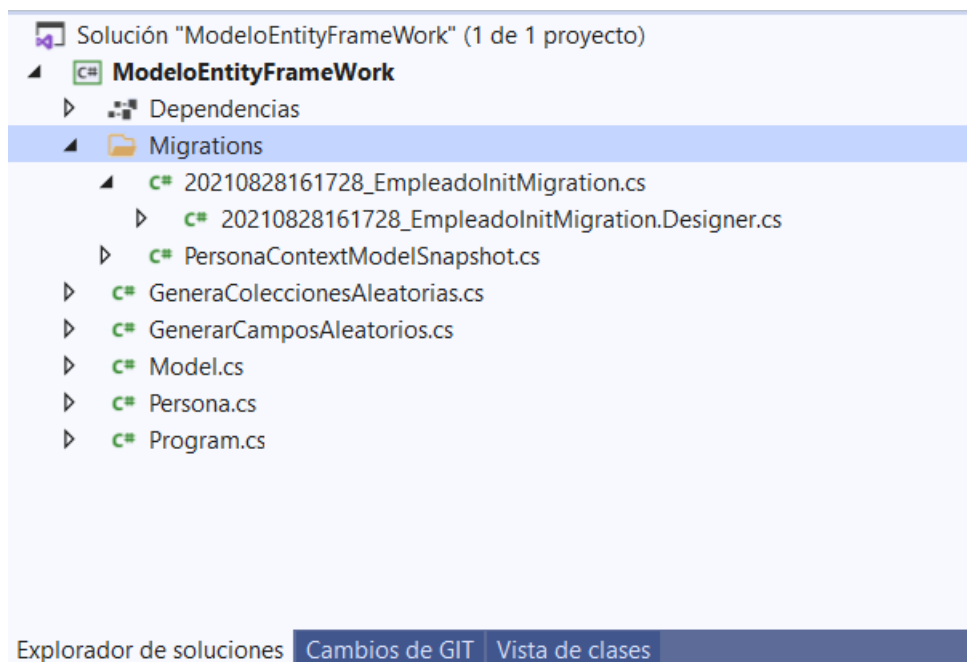 Solución "ModeloEntityFrameWork" (1 de 1 proyecto)
C# ModeloEntityFrameWork
Dependencias
Migrations
C# 20210828161728_EmpleadoInitMigration.cs
C# 20210828161728_EmpleadoInitMigration.Designer.cs
C# PersonaContextModelSnapshot.cs
C# GeneraColeccionesAleatorias.cs
C# GenerarCamposAleatorios.cs
C# Model.cs
C# Persona.cs
C# Program.cs
Explorador de soluciones Cambios de GIT Vista de clases